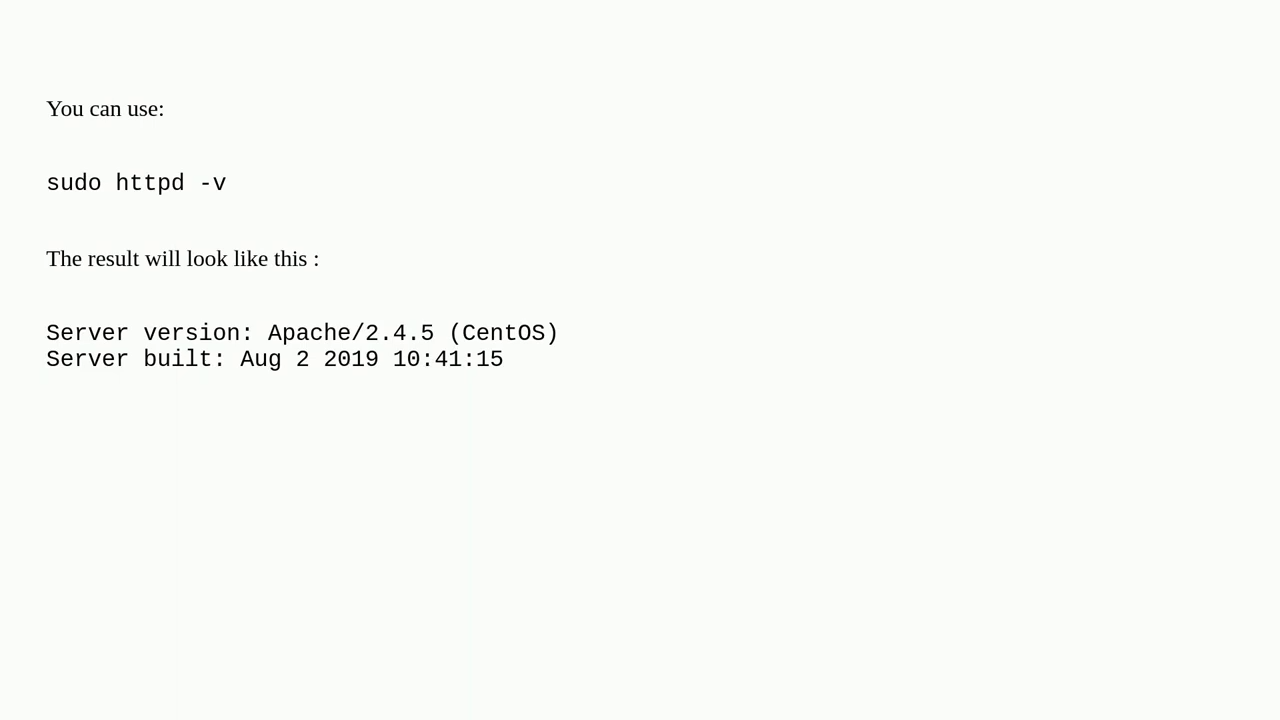 You can use:
sudo httpd -v
The result will look like this :
Server version: Apache/2.4.5 (CentOS)
Server built: Aug 2 2019 10:41:15